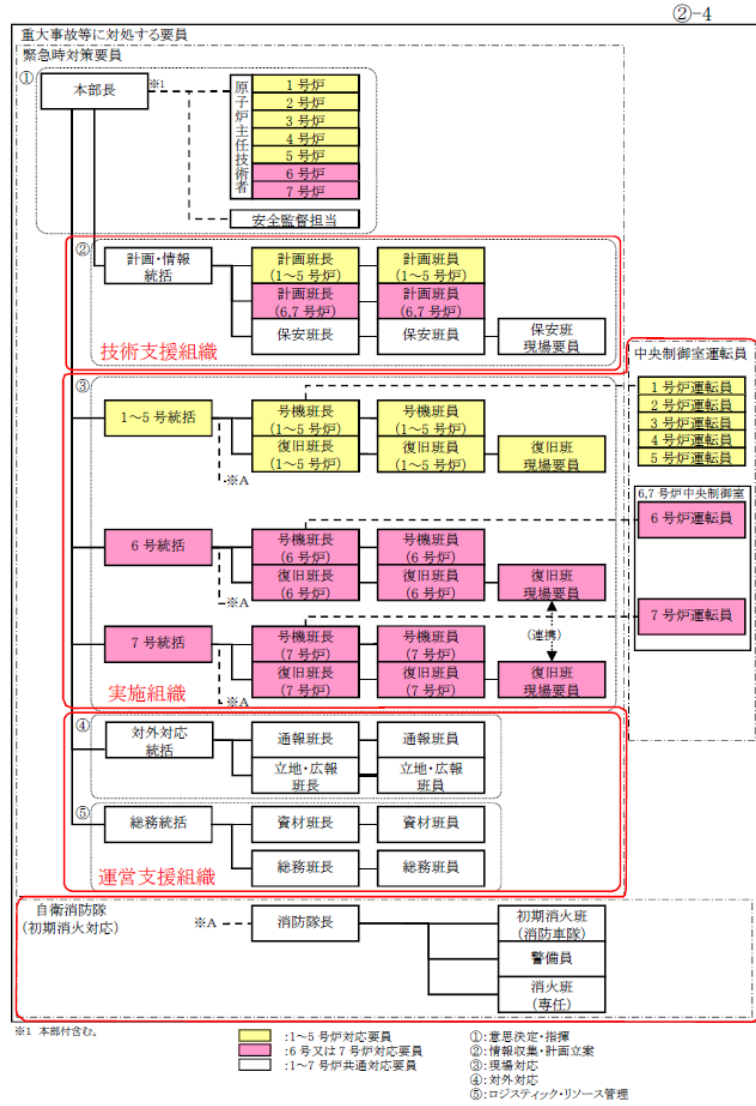 ②-4
重大事故等に対処する要員
緊急時対策要員
①
本部長
※1
原子炉主任技術者
1号炉
2号炉
3号炉
4号炉
5号炉
6号炉
7号炉
安全監督担当
②
計画・情報
統括
計画班長
(1~5号炉)
計画班員
(1~5号炉)
計画班長
(6,7号炉)
計画班員
(6,7号炉)
保安班長
保安班員
保安班
現場要員
技術支援組織
中央制御室運転員
1号炉運転員
2号炉運転員
3号炉運転員
4号炉運転員
5号炉運転員
6,7号炉中央制御室
6号炉運転員
7号炉運転員
③
1~5号統括
号機班長
(1~5号炉)
号機班員
(1~5号炉)
復旧班長
(1~5号炉)
復旧班員
(1~5号炉)
復旧班
現場要員
※A
6号統括
号機班長
(6号炉)
号機班員
(6号炉)
復旧班長
(6号炉)
復旧班員
(6号炉)
復旧班
現場要員
※A
(連携)
7号統括
号機班長
(7号炉)
号機班員
(7号炉)
復旧班長
(7号炉)
復旧班員
(7号炉)
復旧班
現場要員
※A
実施組織
④
対外対応
統括
通報班長
通報班員
立地・広報
班長
立地・広報
班員
⑤
総務統括
資材班長
資材班員
総務班長
総務班員
運営支援組織
自衛消防隊
(初期消火対応)
※A
消防隊長
初期消火班
(消防車隊)
警備員
消火班
(専任)
※1 本部付含む。
:1~5号炉対応要員
:6号又は7号炉対応要員
:1~7号炉共通対応要員
①:意思決定・指揮
②:情報収集・計画立案
③:現場対応
④:対外対応
⑤:ロジスティック・リソース管理